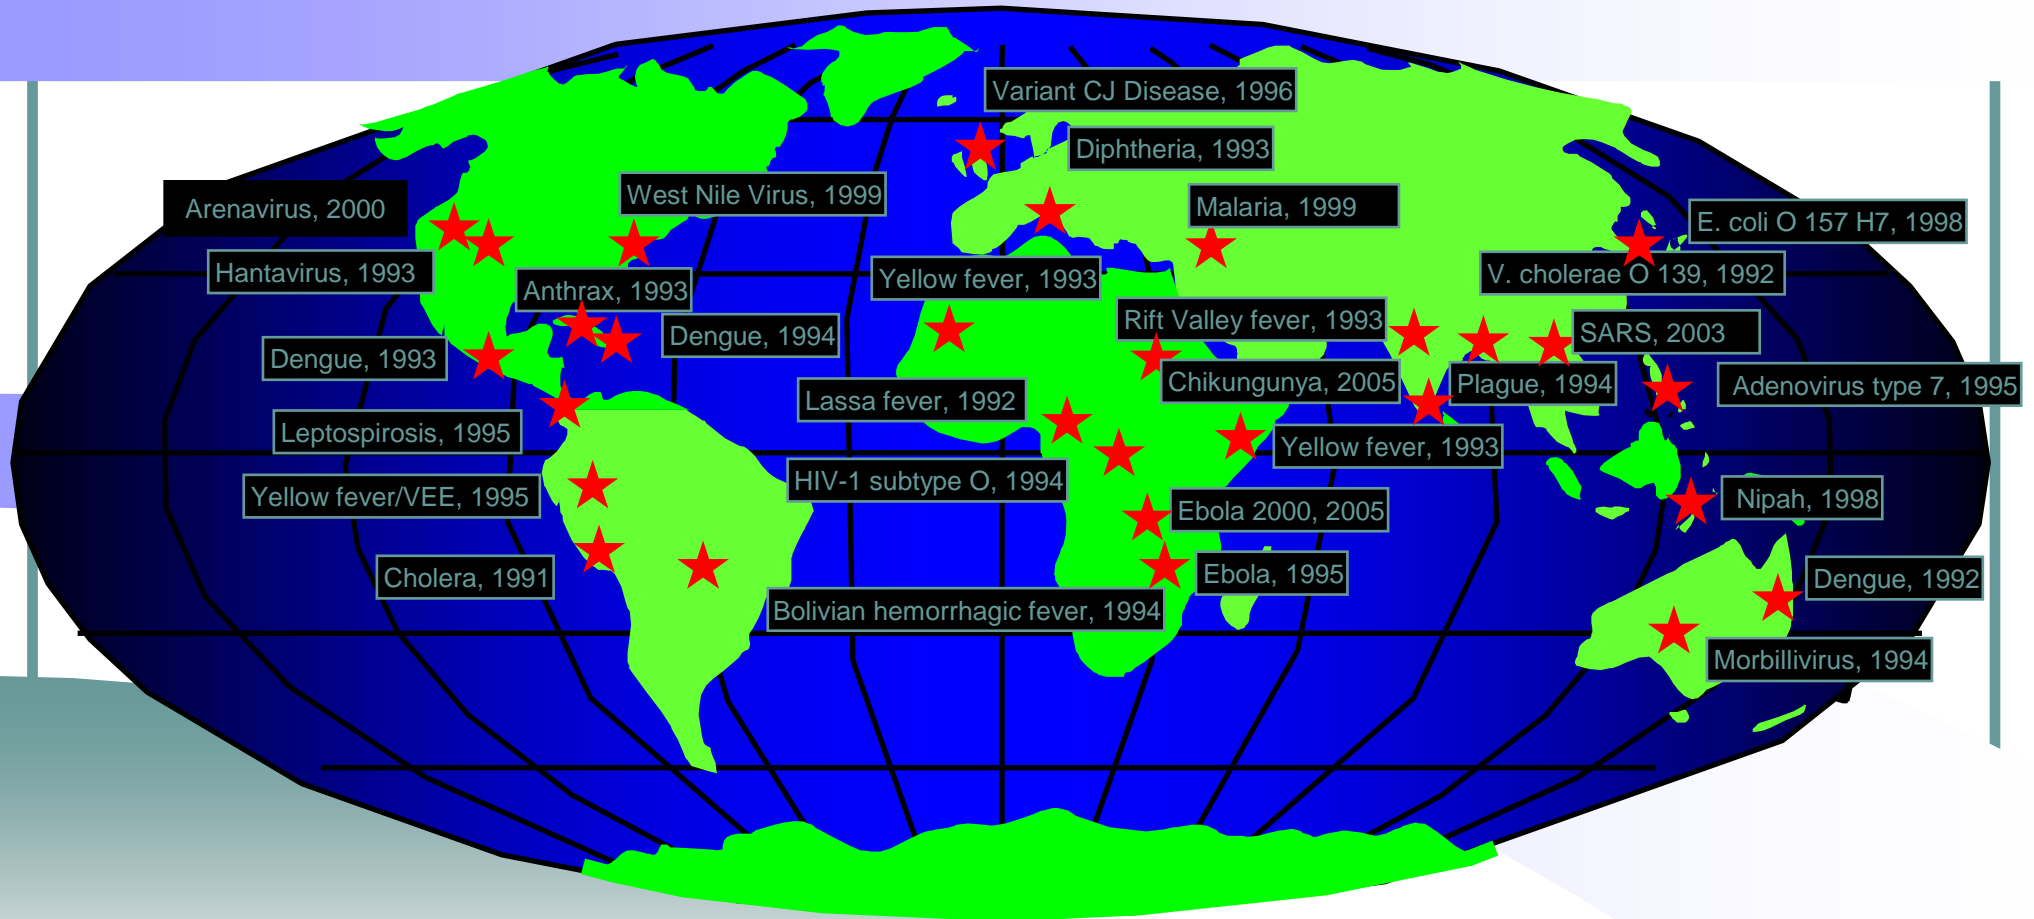 Variant CJ Disease, 1996
Diphtheria, 1993
West Nile Virus, 1999
Arenavirus, 2000
Malaria, 1999
E. coli O 157 H7, 1998
Hantavirus, 1993
Anthrax, 1993
Yellow fever, 1993
V. cholerae O 139, 1992
Rift Valley fever, 1993
Dengue, 1994
SARS, 2003
Dengue, 1993
Chikungunya, 2005
Plague, 1994
Adenovirus type 7, 1995
Lassa fever, 1992
Leptospirosis, 1995
Yellow fever, 1993
HIV-1 subtype O, 1994
Yellow fever/VEE, 1995
Nipah, 1998
Ebola 2000, 2005
Cholera, 1991
Ebola, 1995
Dengue, 1992
Bolivian hemorrhagic fever, 1994
Morbillivirus, 1994